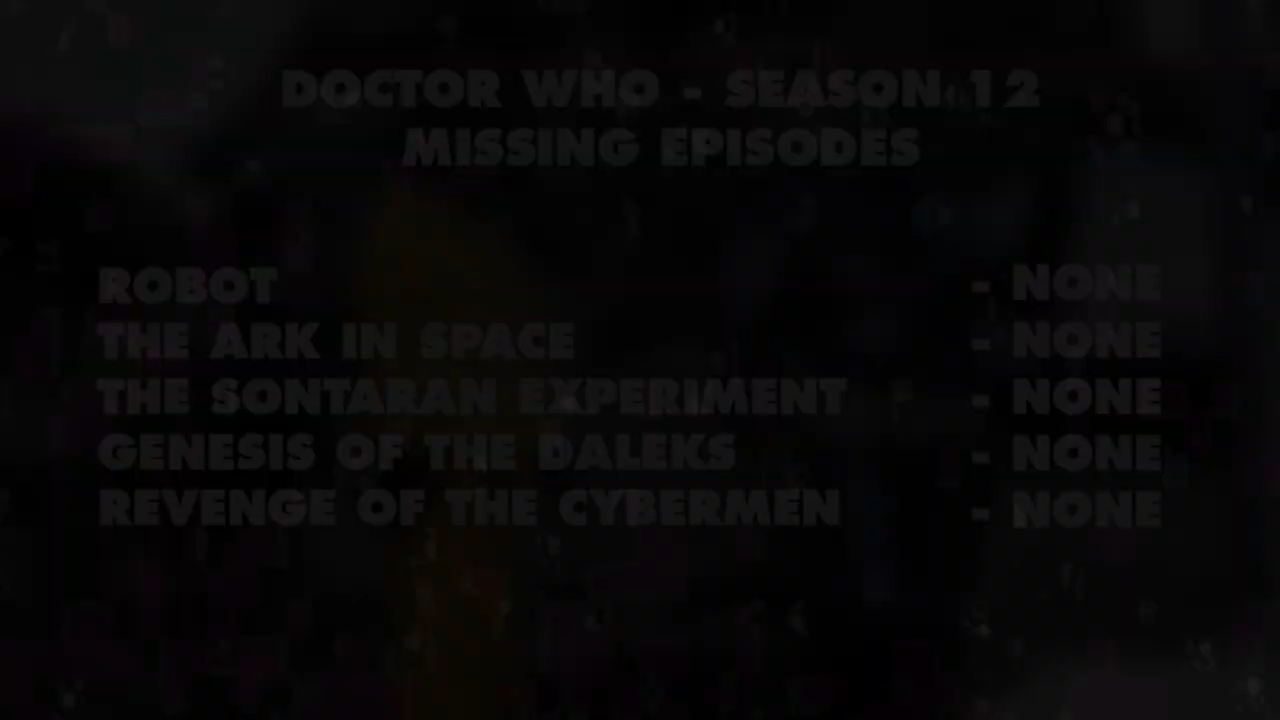 DOCTOR WHO - SEASON 12
MISSING EPISODES
ROBOT - NONE
THE ARK IN SPACE - NONE
THE SONTARAN EXPERIMENT - NONE
GENESIS OF THE DALEKS - NONE
REVENGE OF THE CYBERMEN - NONE